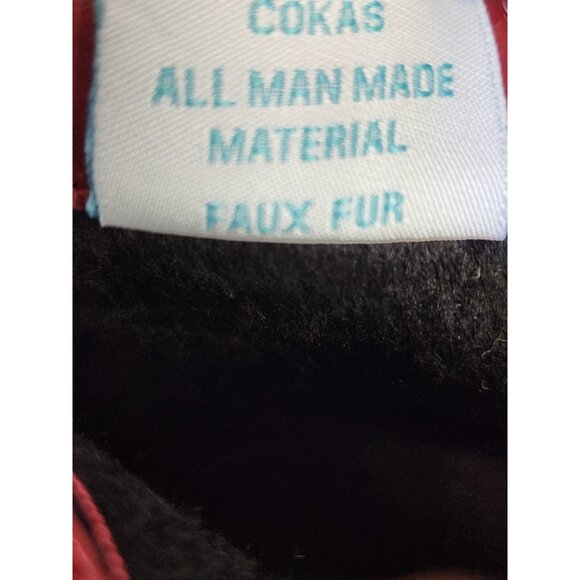 COKAS
ALL MAN MADE
MATERIAL
FAUX FUR